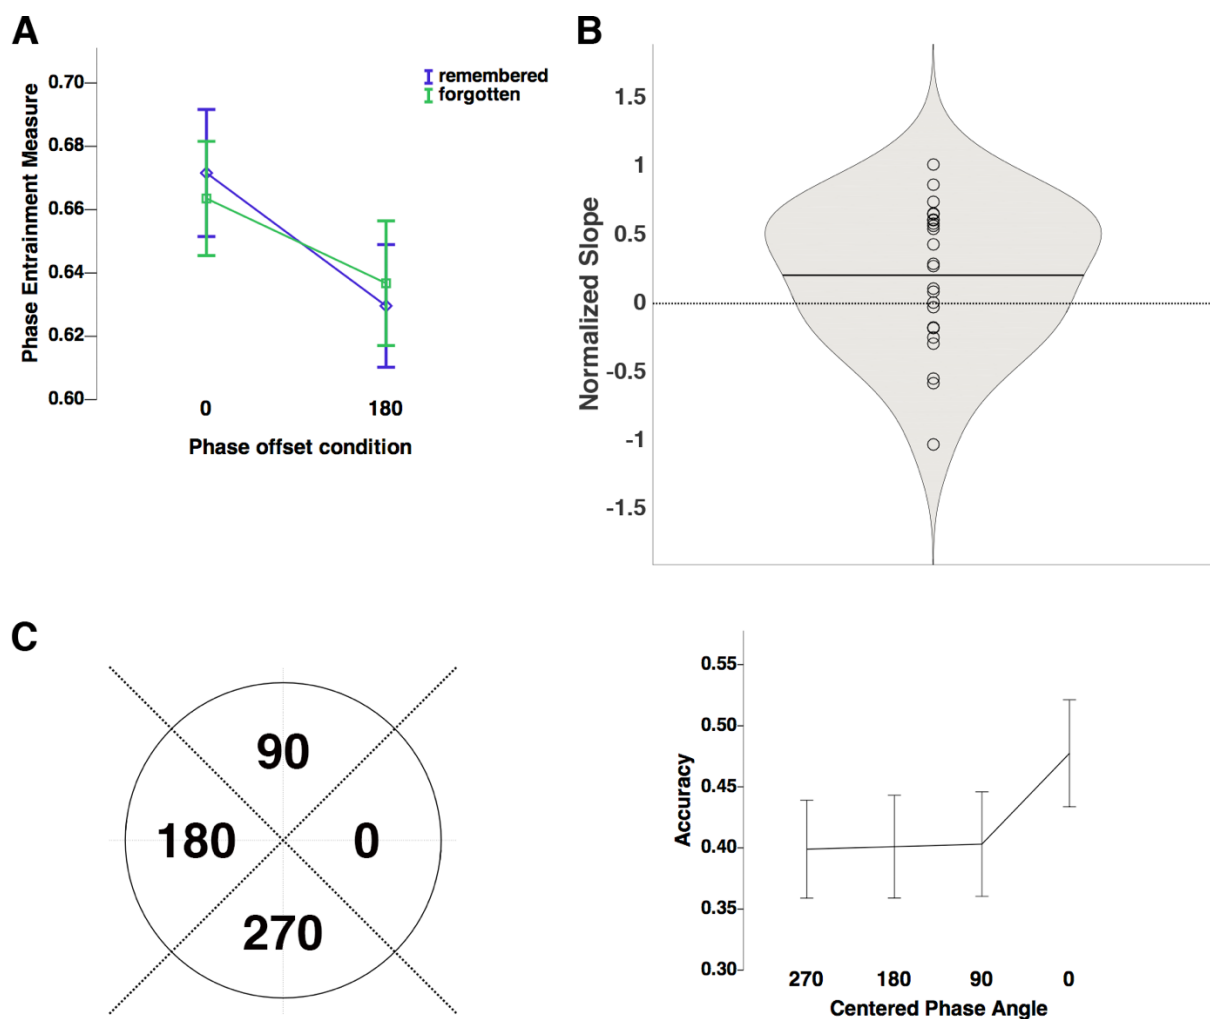 A
0.70
0.68
0.66
0.64
0.62
0.60
Phase Entrainment Measure
remembered
forgotten
0 180
Phase offset condition
B
1.5
1
0.5
0
-0.5
-1
-1.5
Normalized Slope
C
90
180 0
270
0.55
0.50
0.45
0.40
0.35
0.30
Accuracy
270 180 90 0
Centered Phase Angle